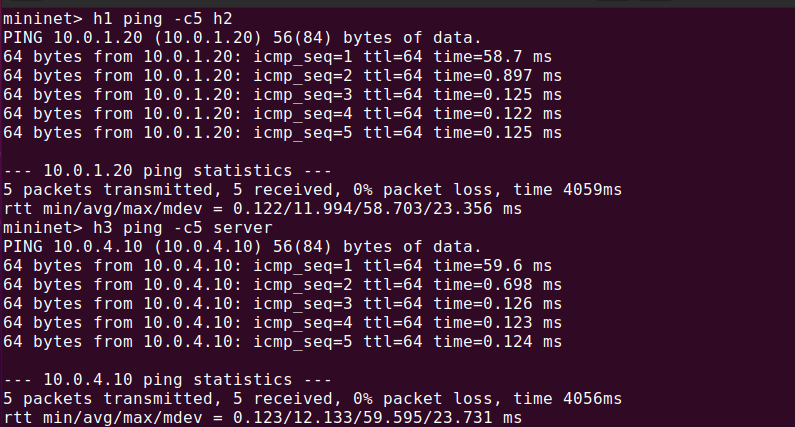 mininet> h1 ping -c5 h2
PING 10.0.1.20 (10.0.1.20) 56(84) bytes of data.
64 bytes from 10.0.1.20: icmp_seq=1 ttl=64 time=58.7 ms
64 bytes from 10.0.1.20: icmp_seq=2 ttl=64 time=0.897 ms
64 bytes from 10.0.1.20: icmp_seq=3 ttl=64 time=0.125 ms
64 bytes from 10.0.1.20: icmp_seq=4 ttl=64 time=0.122 ms
64 bytes from 10.0.1.20: icmp_seq=5 ttl=64 time=0.125 ms

--- 10.0.1.20 ping statistics ---
5 packets transmitted, 5 received, 0% packet loss, time 4059ms
rtt min/avg/max/mdev = 0.122/11.994/58.703/23.356 ms
mininet> h3 ping -c5 server
PING 10.0.4.10 (10.0.4.10) 56(84) bytes of data.
64 bytes from 10.0.4.10: icmp_seq=1 ttl=64 time=59.6 ms
64 bytes from 10.0.4.10: icmp_seq=2 ttl=64 time=0.698 ms
64 bytes from 10.0.4.10: icmp_seq=3 ttl=64 time=0.126 ms
64 bytes from 10.0.4.10: icmp_seq=4 ttl=64 time=0.123 ms
64 bytes from 10.0.4.10: icmp_seq=5 ttl=64 time=0.124 ms

--- 10.0.4.10 ping statistics ---
5 packets transmitted, 5 received, 0% packet loss, time 4056ms
rtt min/avg/max/mdev = 0.123/12.133/59.595/23.731 ms